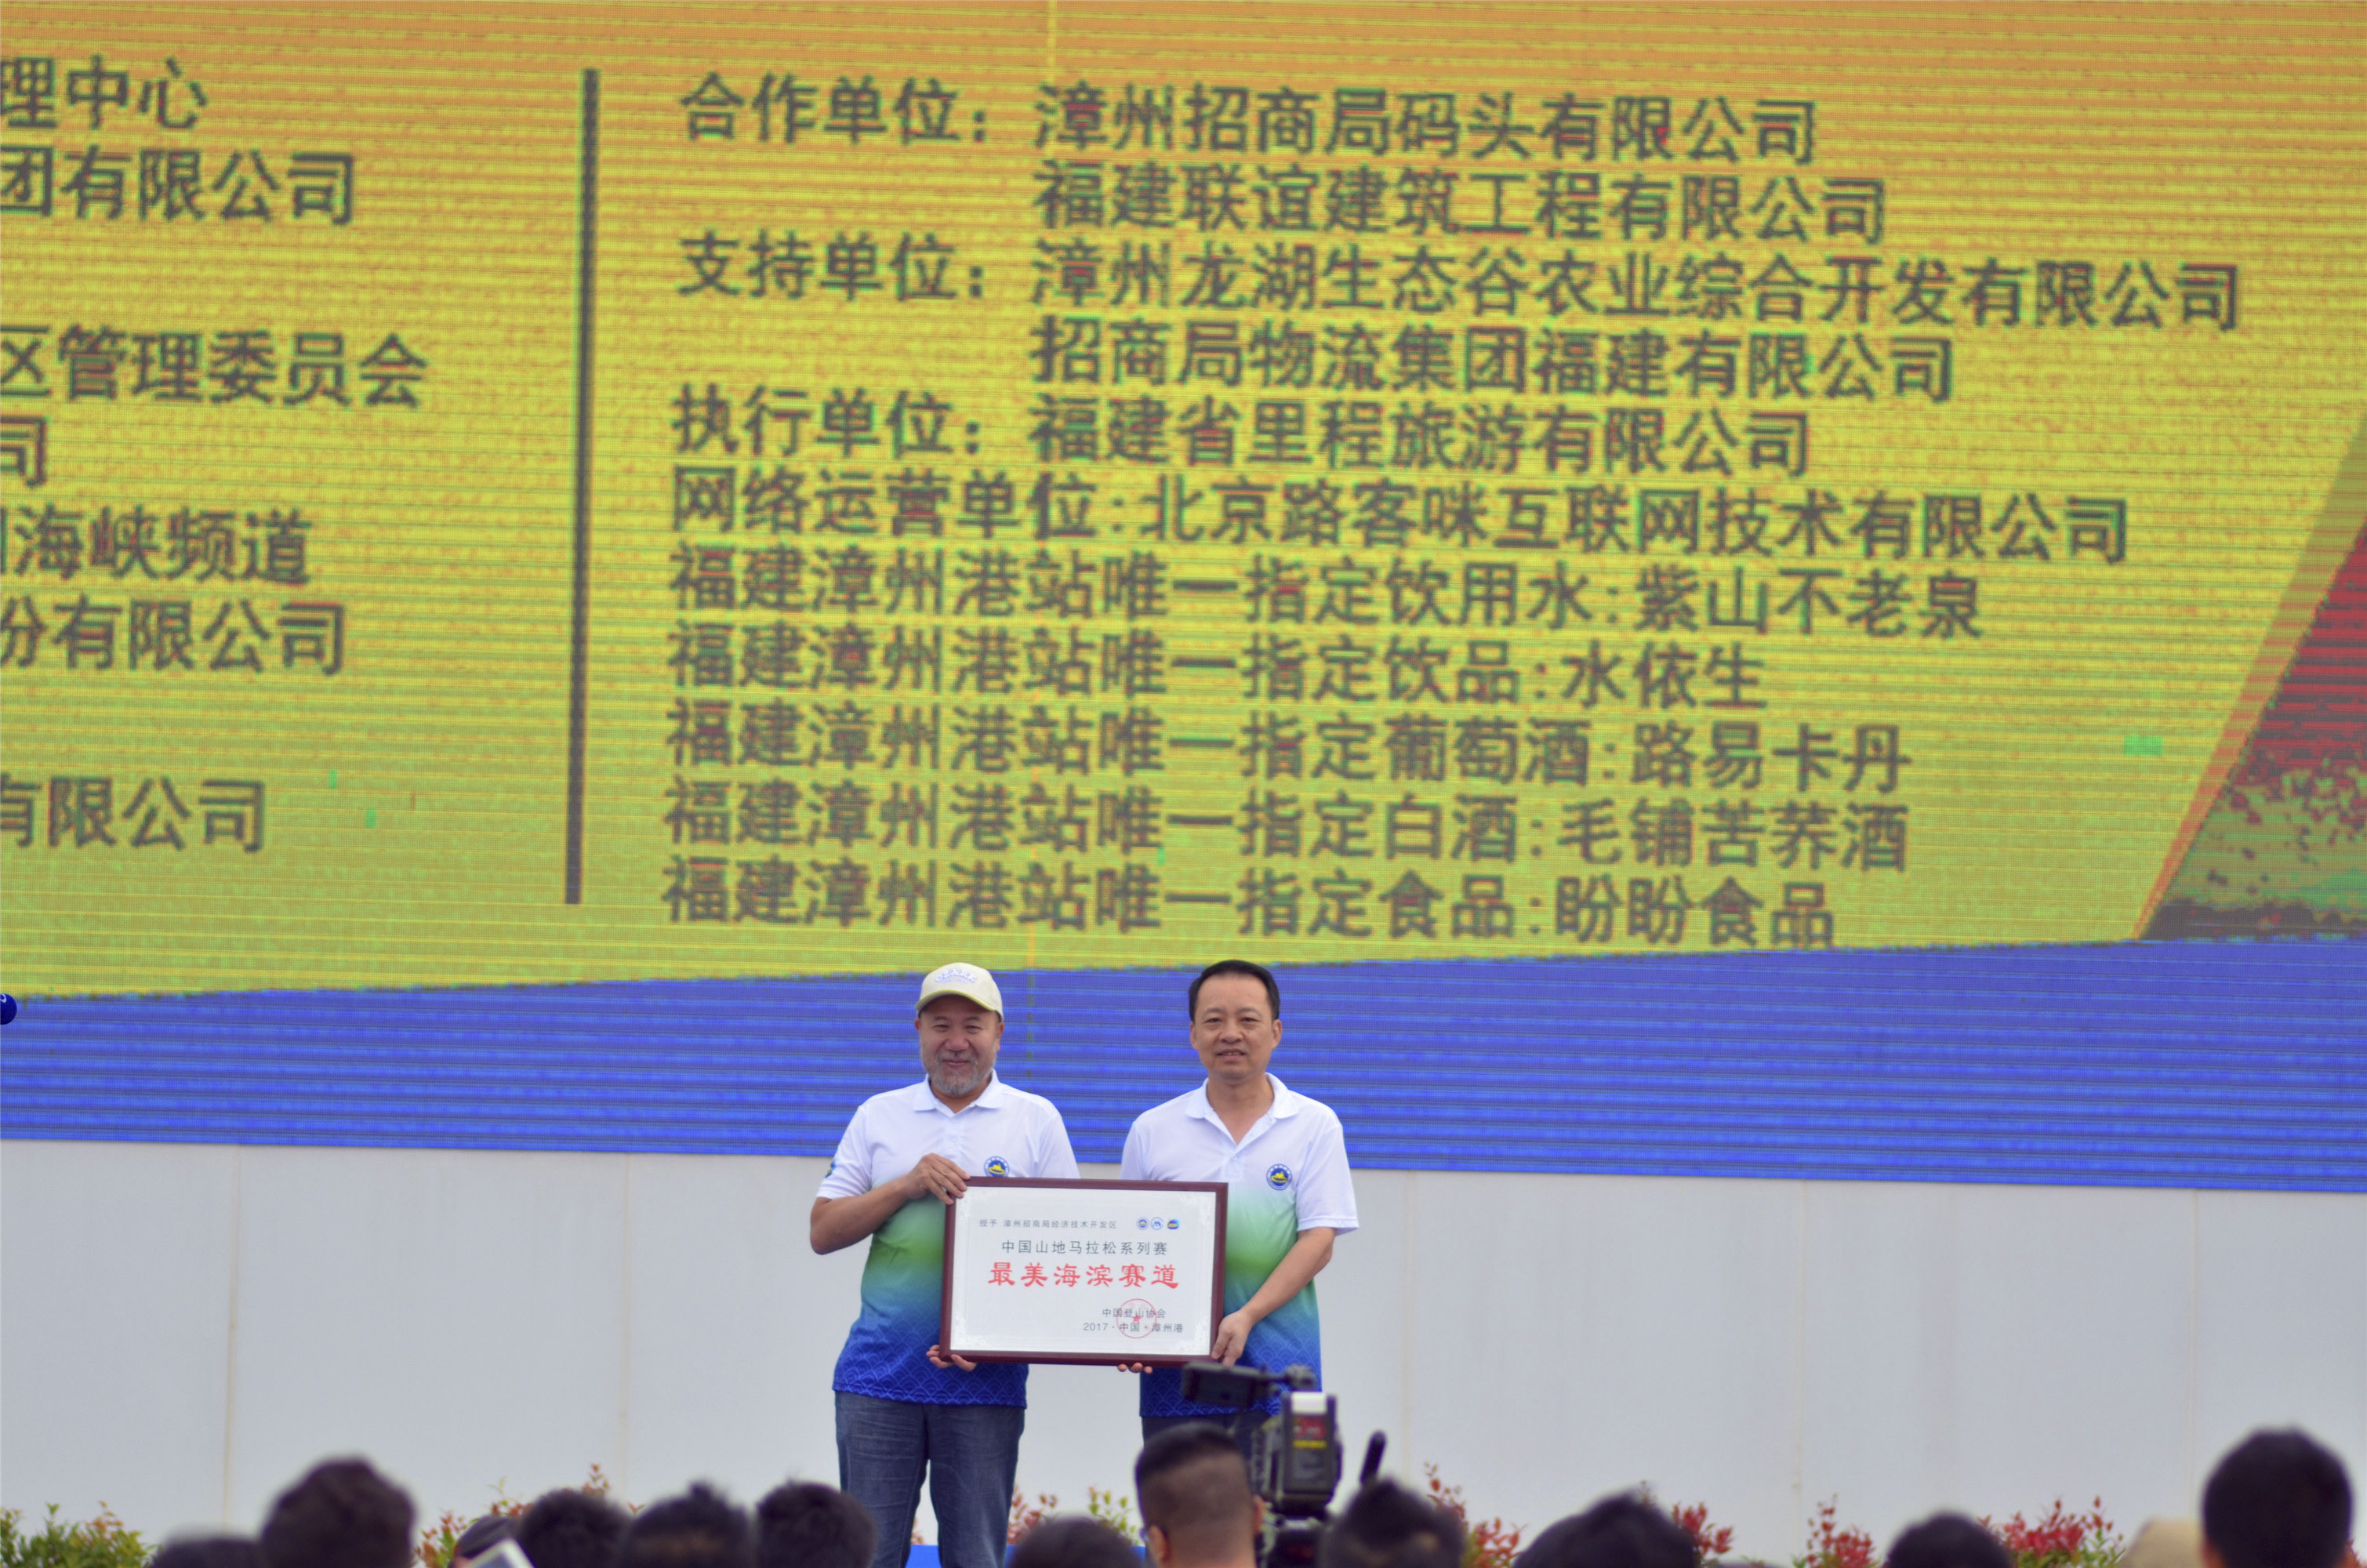 理中心
团有限公司
区管理委员会
司
海峡频道
份有限公司
有限公司
合作单位：漳州招商局码头有限公司
福建联谊建筑工程有限公司
支持单位：漳州龙湖生态谷农业综合开发有限公司
招商局物流集团福建有限公司
执行单位：福建省里程旅游有限公司
网络运营单位:北京路客咪互联网技术有限公司
福建漳州港站唯一指定饮用水:紫山不老泉
福建漳州港站唯一指定饮品:水依生
福建漳州港站唯一指定葡萄酒:路易卡丹
福建漳州港站唯一指定白酒:毛铺苦荞酒
福建漳州港站唯一指定食品:盼盼食品
授予 漳州招商局经济技术开发区
中国山地马拉松系列赛
最美海滨赛道
中国登山协会
2017·中国·漳州港